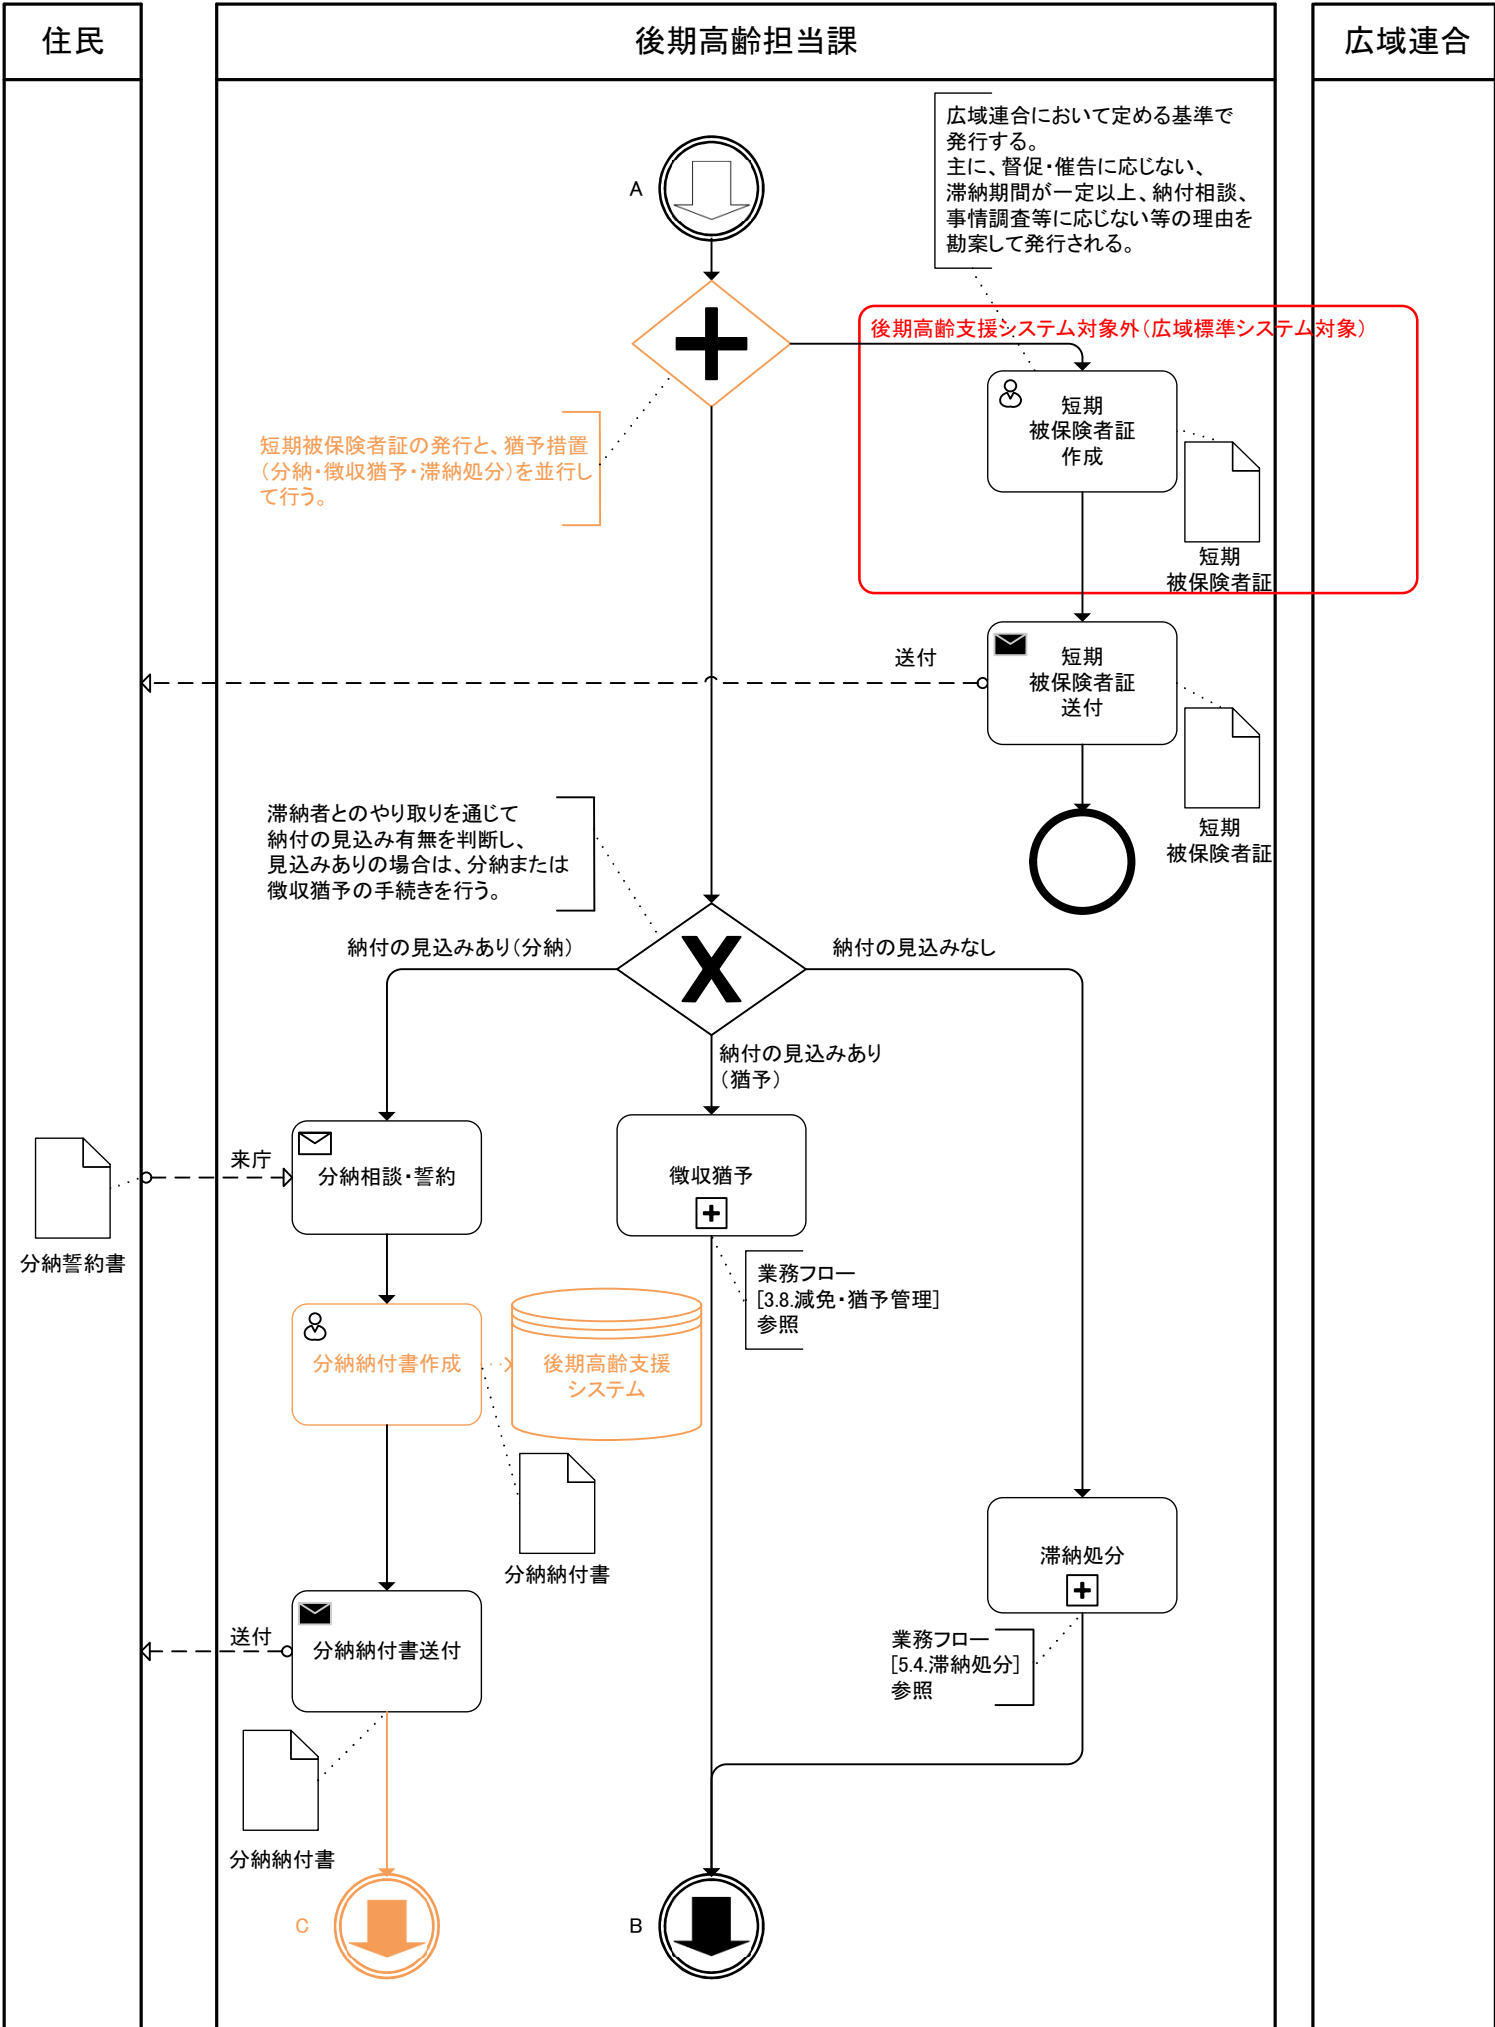 住民
後期高齢担当課
広域連合
広域連合において定める基準で
発行する。
主に、督促・催告に応じない、
滞納期間が一定以上、納付相談、
事情調査等に応じない等の理由を
勘案して発行される。
A
後期高齢支援システム対象外（広域標準システム対象）
短期被保険者証の発行と、猶予措置
（分納・徴収猶予・滞納処分）を並行し
て行う。
短期
被保険者証
作成
短期
被保険者証
送付
短期
被保険者証
送付
短期
被保険者証
滞納者とのやり取りを通じて
納付の見込み有無を判断し、
見込みありの場合は、分納または
徴収猶予の手続きを行う。
納付の見込みあり（分納）
X
納付の見込みなし
納付の見込みあり
（猶予）
来庁
分納相談・誓約
徴収猶予
分納誓約書
業務フロー
[3.8.減免・猶予管理]
参照
分納納付書作成
後期高齢支援
システム
分納納付書
滞納処分
送付
分納納付書送付
業務フロー
[5.4.滞納処分]
参照
分納納付書
C
B